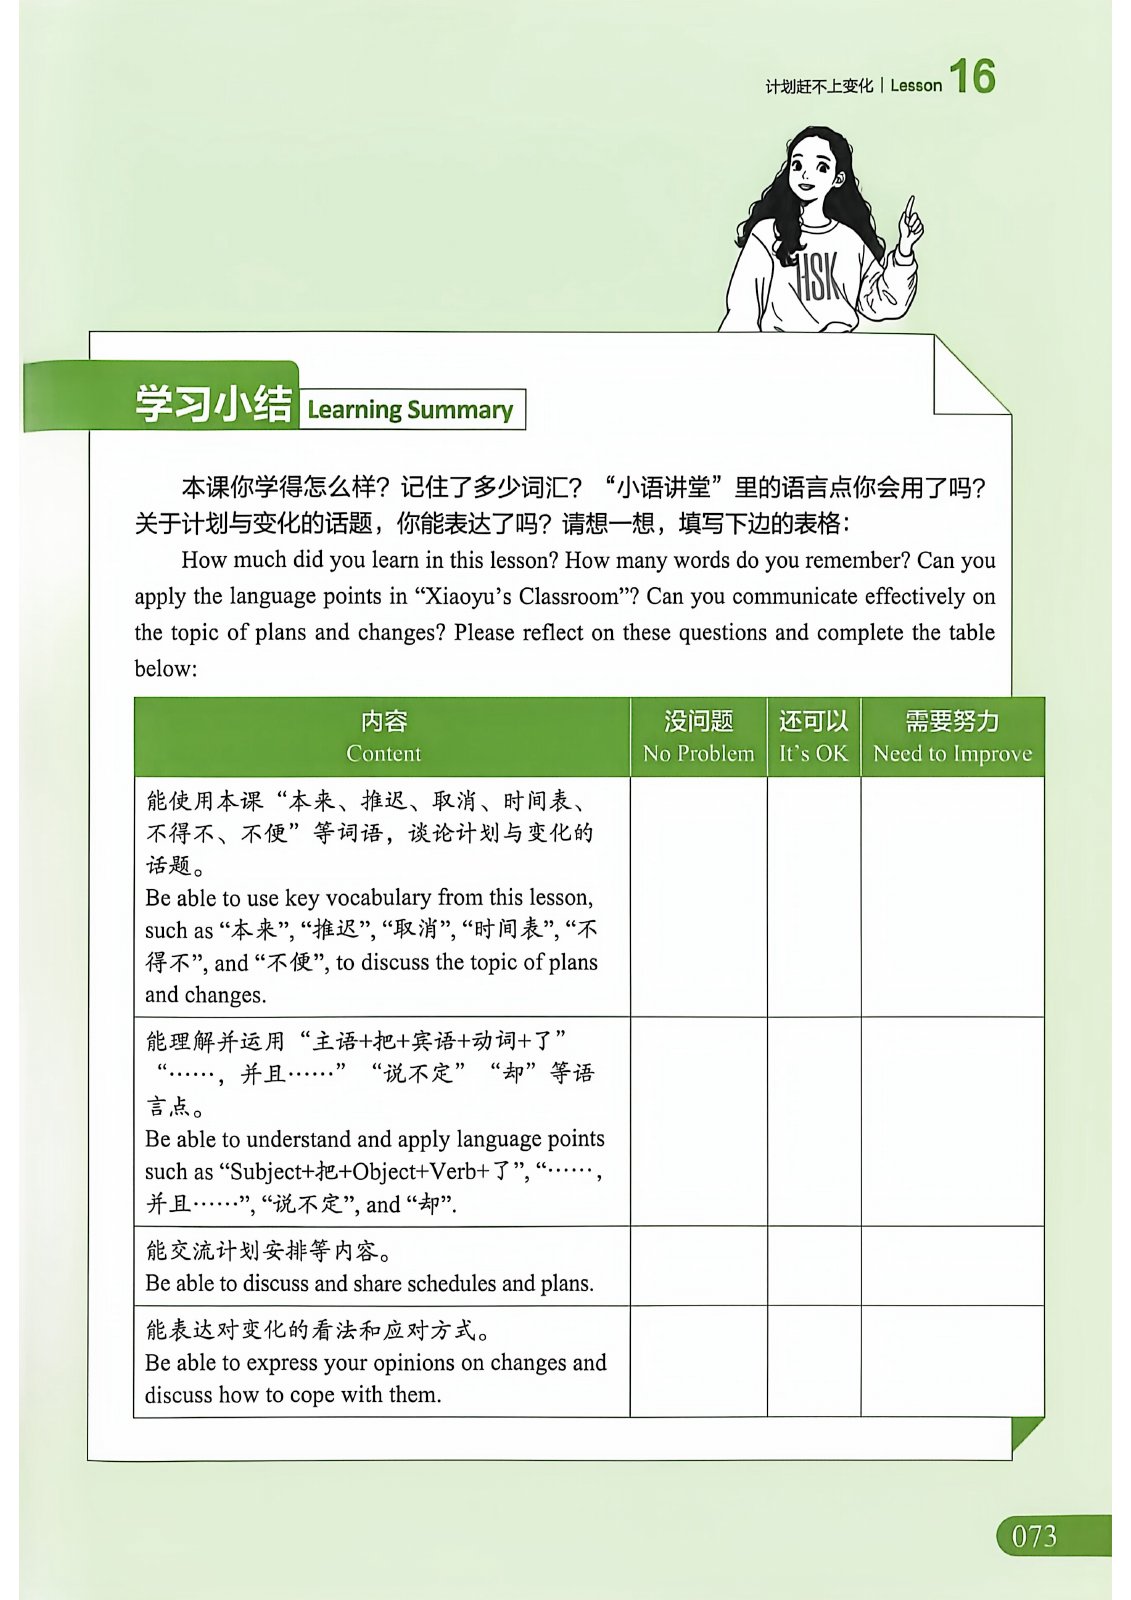 计划赶不上变化 | Lesson 16
HSK
学习小结 Learning Summary
本课你学得怎么样？记住了多少词汇？“小语讲堂”里的语言点你会用了吗？
关于计划与变化的话题，你能表达了吗？请想一想，填写下边的表格：
How much did you learn in this lesson? How many words do you remember? Can you
apply the language points in “Xiaoyu’s Classroom”? Can you communicate effectively on
the topic of plans and changes? Please reflect on these questions and complete the table
below:
内容 没问题 还可以 需要努力
Content No Problem It’s OK Need to Improve
能使用本课“本来、推迟、取消、时间表、
不得不、不便”等词语，谈论计划与变化的
话题。
Be able to use key vocabulary from this lesson,
such as “本来”, “推迟”, “取消”, “时间表”, “不
得不”, and “不便”, to discuss the topic of plans
and changes.
能理解并运用“主语+把+宾语+动词+了”
“……，并且……”“说不定”“却”等语
言点。
Be able to understand and apply language points
such as “Subject+把+Object+Verb+了”, “……，
并且……”, “说不定”, and “却”.
能交流计划安排等内容。
Be able to discuss and share schedules and plans.
能表达对变化的看法和应对方式。
Be able to express your opinions on changes and
discuss how to cope with them.
073